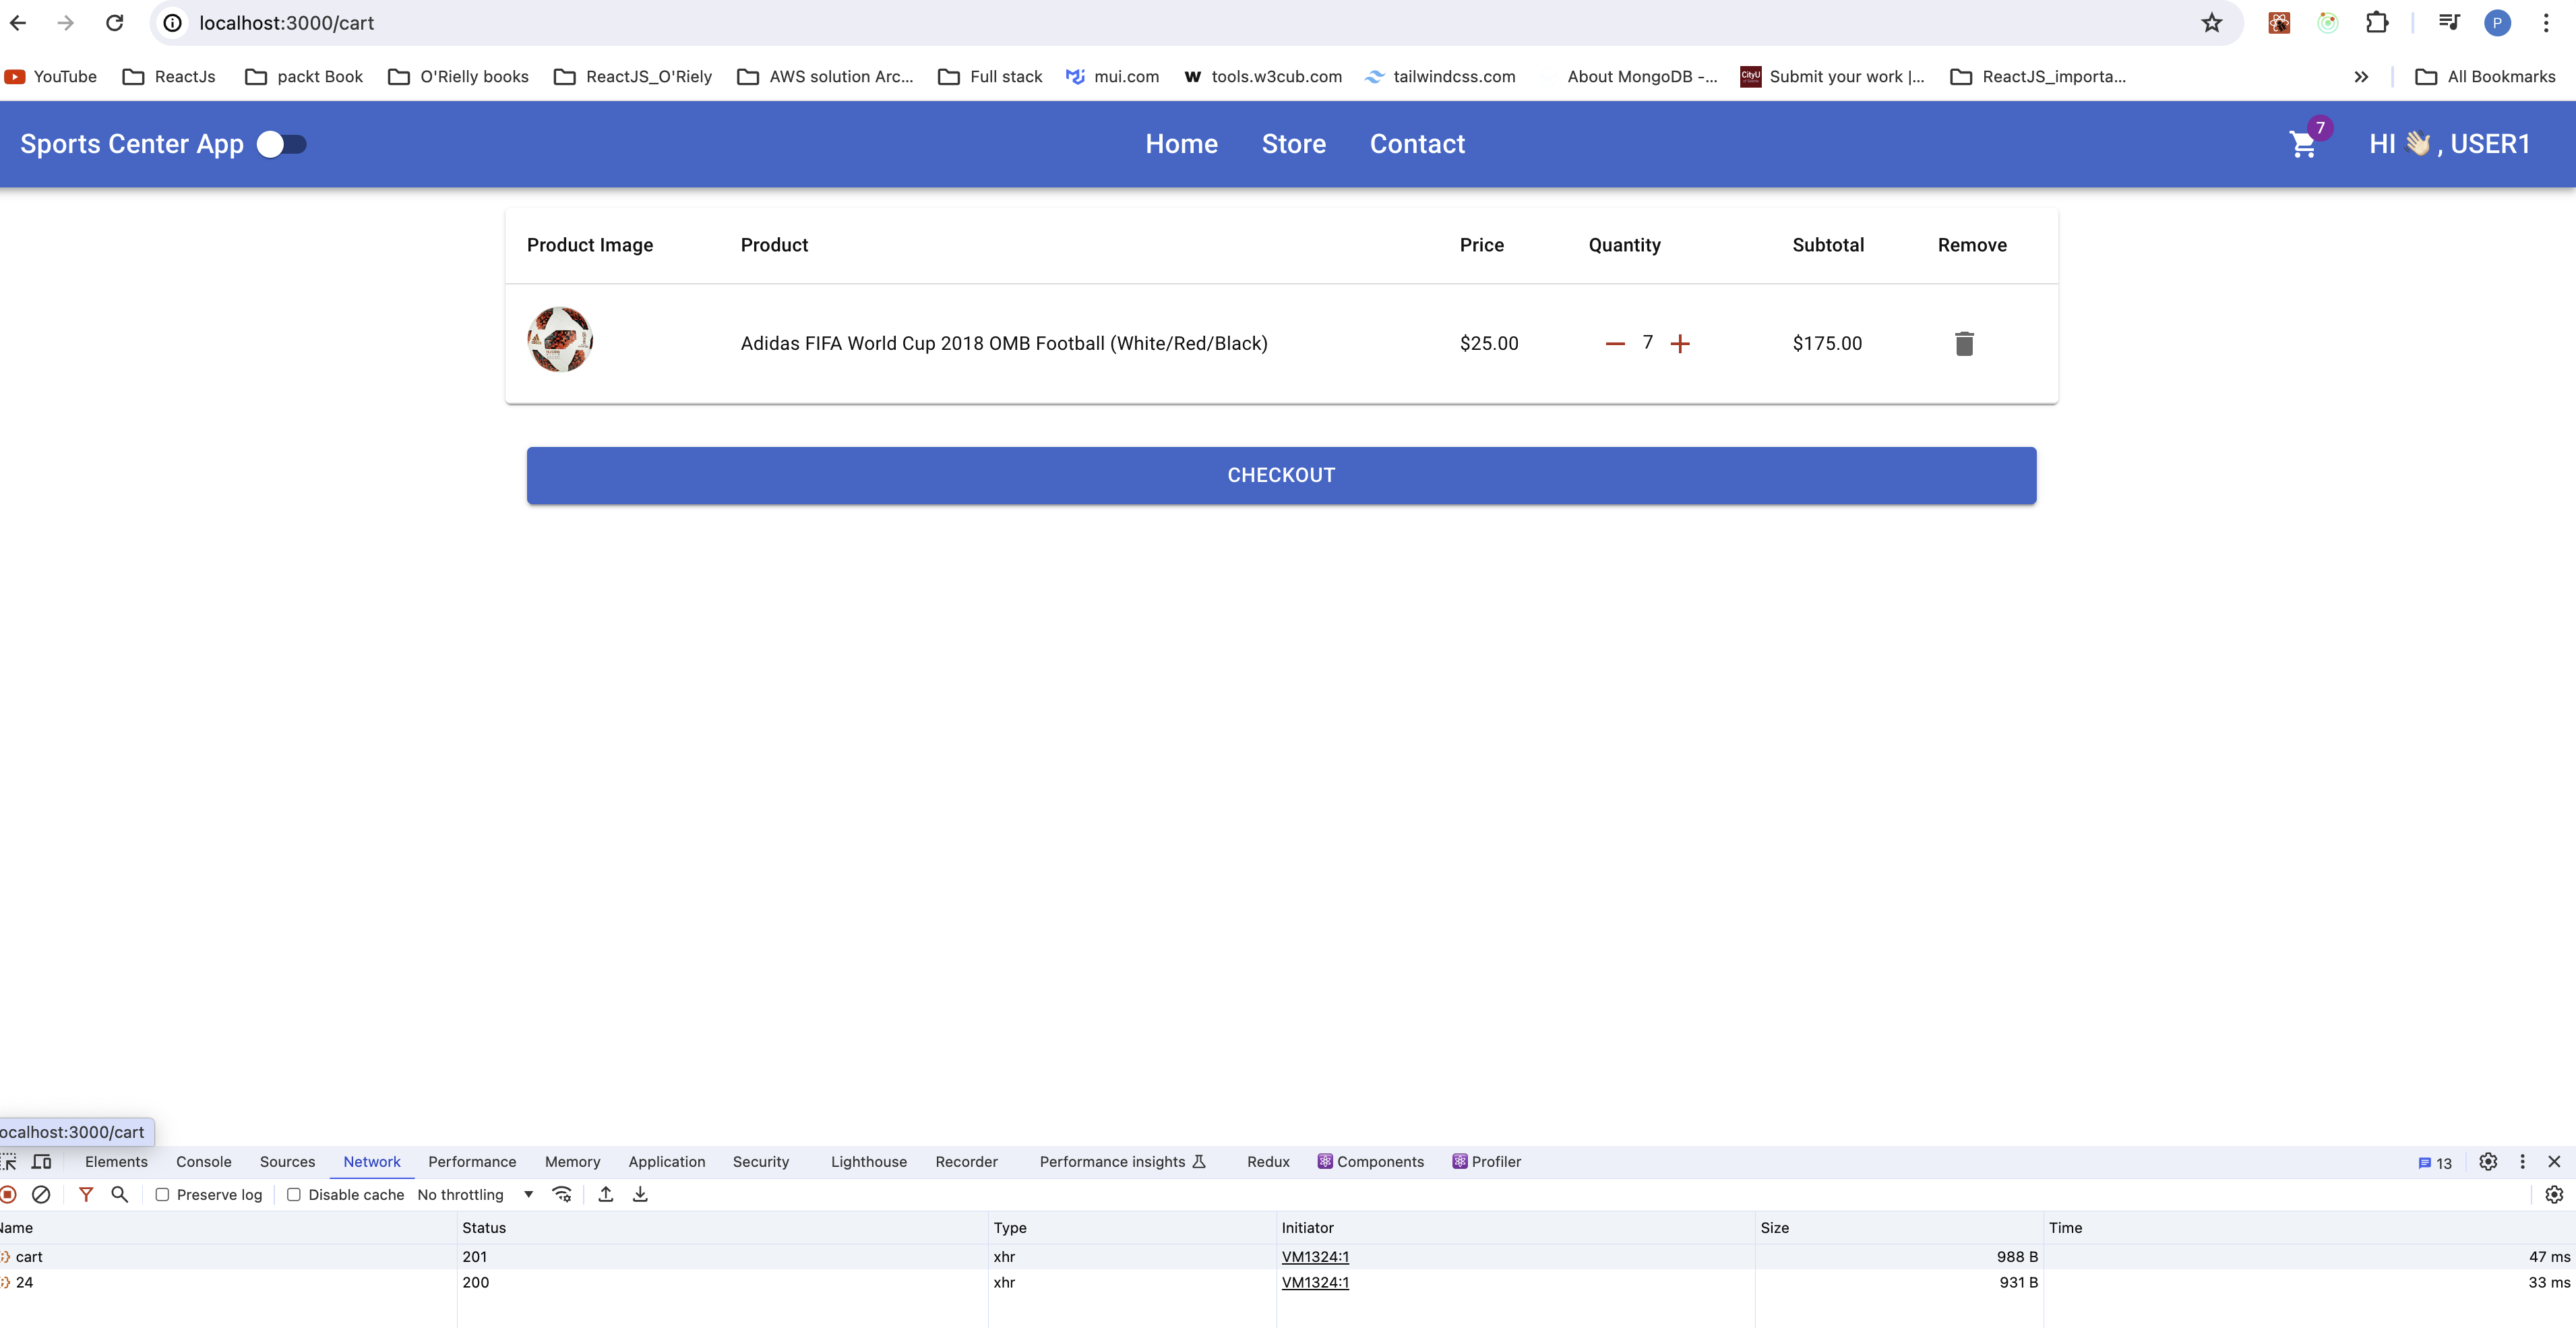 localhost:3000/cart
P
YouTube ReactJs packt Book O'Rielly books ReactJS_O'Riely AWS solution Arc... Full stack mui.com tools.w3cub.com tailwindcss.com About MongoDB -... Submit your work |... ReactJS_importa... All Bookmarks
Sports Center App Home Store Contact 7 HI 👋🏻 , USER1
Product Image Product Price Quantity Subtotal Remove
Adidas FIFA World Cup 2018 OMB Football (White/Red/Black) $25.00 7 $175.00
CHECKOUT
ocalhost:3000/cart
Elements Console Sources Network Performance Memory Application Security Lighthouse Recorder Performance insights Redux Components Profiler 13
Preserve log Disable cache No throttling
Name Status Type Initiator Size Time
cart 201 xhr VM1324:1 988 B 47 ms
24 200 xhr VM1324:1 931 B 33 ms